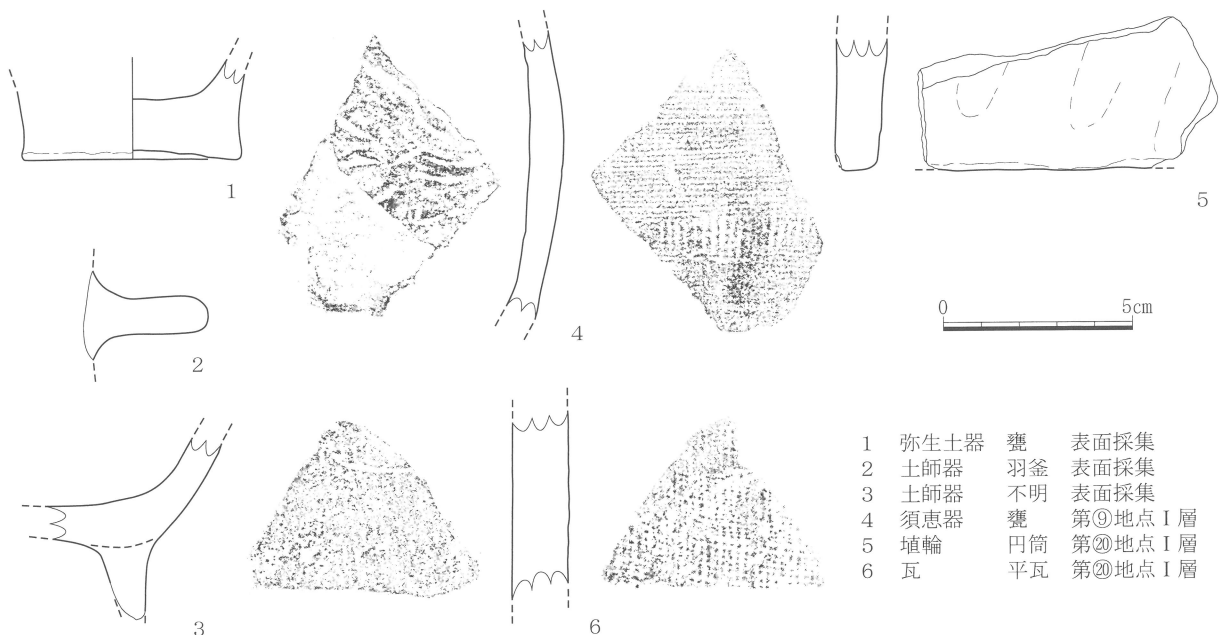 1
2
3
4
5
6
0 5cm
1 弥生土器 甕 表面採集
2 土師器 羽釜 表面採集
3 土師器 不明 表面採集
4 須恵器 甕 第⑨地点Ⅰ層
5 埴輪 円筒 第⑳地点Ⅰ層
6 瓦 平瓦 第⑳地点Ⅰ層